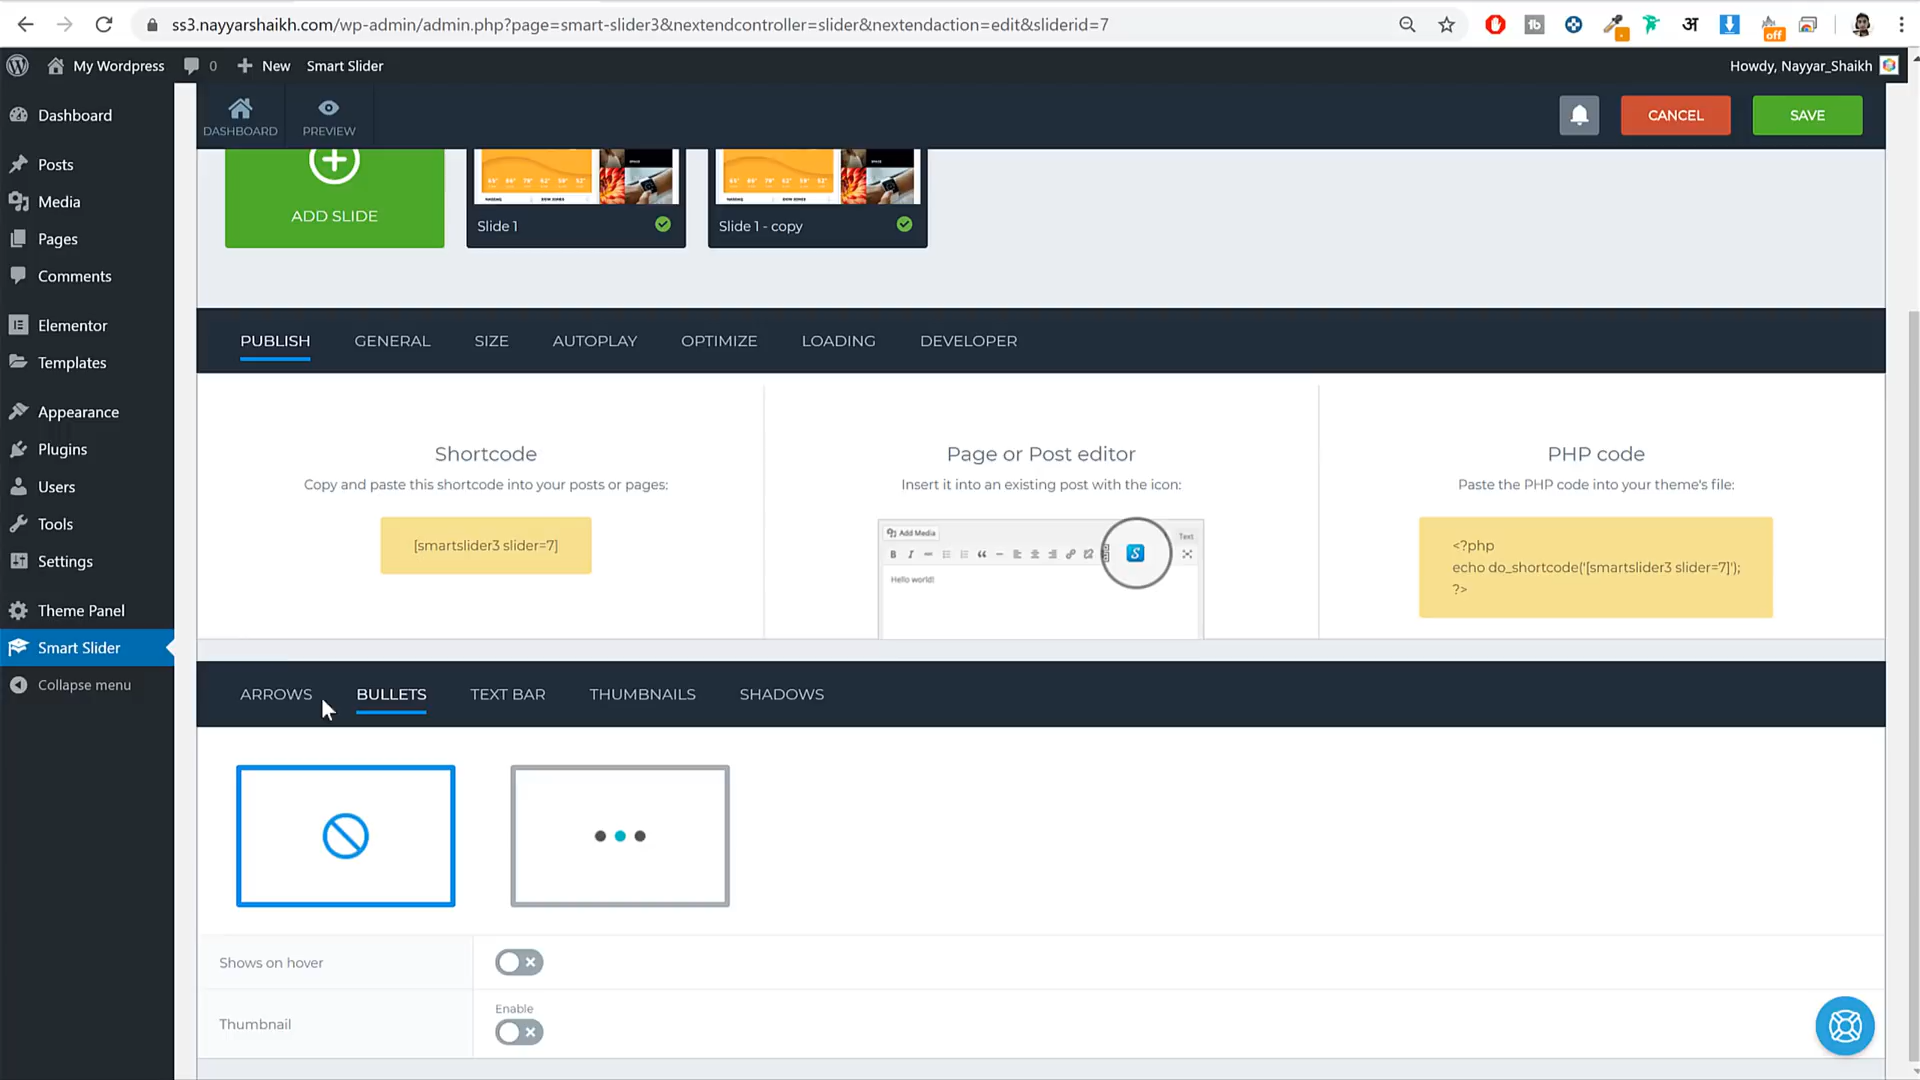 ss3.nayyarshaikh.com/wp-admin/admin.php?page=smart-slider3&nextendcontroller=slider&nextendaction=edit&sliderid=7
off
My Wordpress
0
New
Smart Slider
Howdy, Nayyar_Shaikh
Dashboard
Posts
Media
Pages
Comments
Elementor
Templates
Appearance
Plugins
Users
Tools
Settings
Theme Panel
Smart Slider
Collapse menu
DASHBOARD
PREVIEW
CANCEL
SAVE
ADD SLIDE
Slide 1
Slide 1 - copy
PUBLISH
GENERAL
SIZE
AUTOPLAY
OPTIMIZE
LOADING
DEVELOPER
Shortcode
Copy and paste this shortcode into your posts or pages:
[smartslider3 slider=7]
Page or Post editor
Insert it into an existing post with the icon:
Add Media
Text
Hello world!
PHP code
Paste the PHP code into your theme's file:
<?php
echo do_shortcode('[smartslider3 slider=7]');
?>
ARROWS
BULLETS
TEXT BAR
THUMBNAILS
SHADOWS
Shows on hover
Thumbnail
Enable